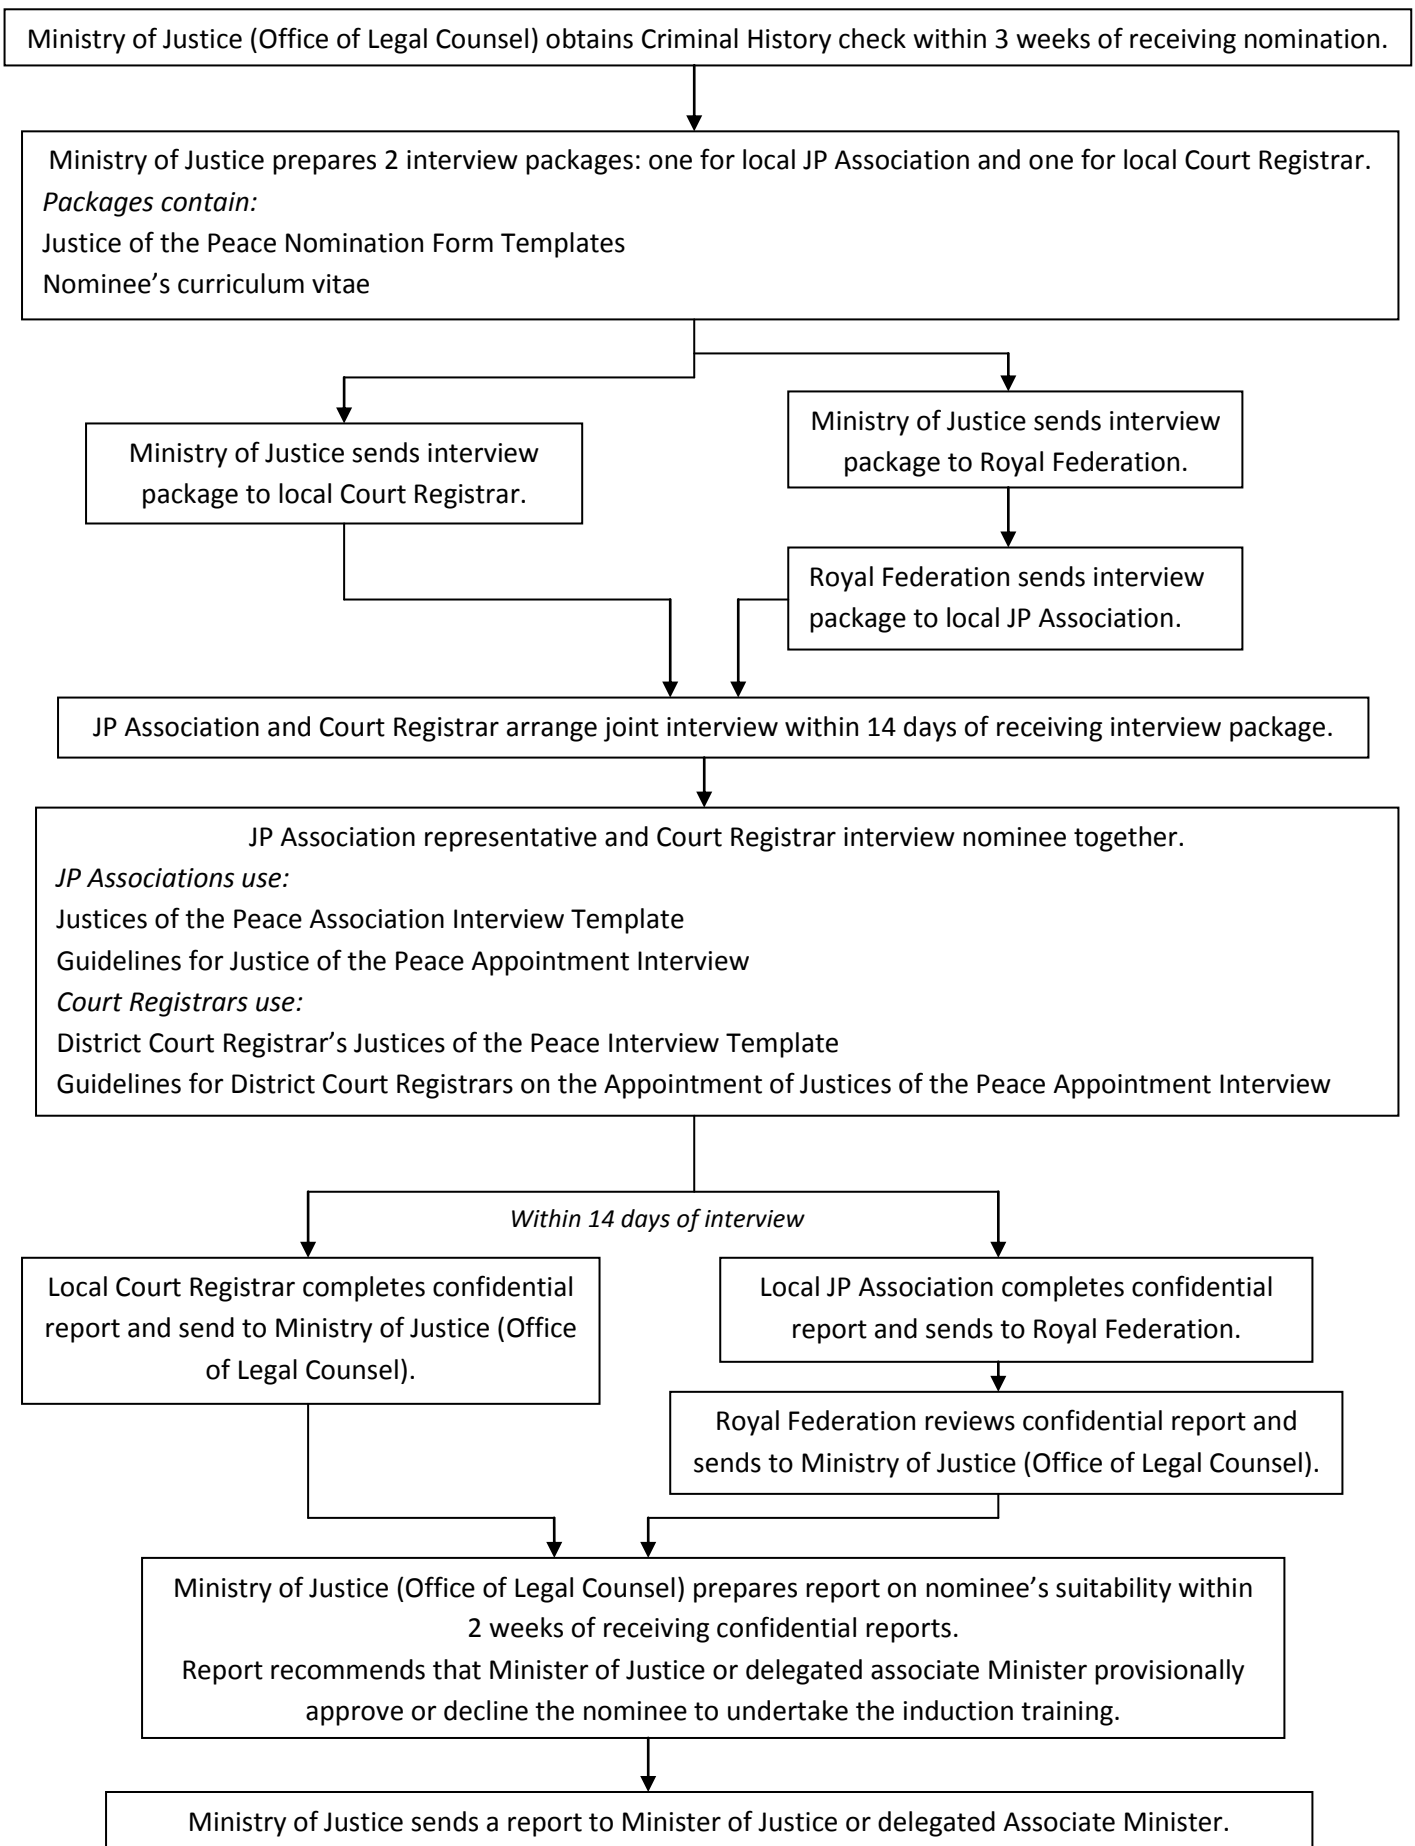 Ministry of Justice (Office of Legal Counsel) obtains Criminal History check within 3 weeks of receiving nomination.
Ministry of Justice prepares 2 interview packages: one for local JP Association and one for local Court Registrar.
Packages contain:
Justice of the Peace Nomination Form Templates
Nominee’s curriculum vitae
Ministry of Justice sends interview
package to local Court Registrar.
Ministry of Justice sends interview
package to Royal Federation.
Royal Federation sends interview
package to local JP Association.
JP Association and Court Registrar arrange joint interview within 14 days of receiving interview package.
JP Association representative and Court Registrar interview nominee together.
JP Associations use:
Justices of the Peace Association Interview Template
Guidelines for Justice of the Peace Appointment Interview
Court Registrars use:
District Court Registrar’s Justices of the Peace Interview Template
Guidelines for District Court Registrars on the Appointment of Justices of the Peace Appointment Interview
Within 14 days of interview
Local Court Registrar completes confidential
report and send to Ministry of Justice (Office
of Legal Counsel).
Local JP Association completes confidential
report and sends to Royal Federation.
Royal Federation reviews confidential report and
sends to Ministry of Justice (Office of Legal Counsel).
Ministry of Justice (Office of Legal Counsel) prepares report on nominee’s suitability within
2 weeks of receiving confidential reports.
Report recommends that Minister of Justice or delegated associate Minister provisionally
approve or decline the nominee to undertake the induction training.
Ministry of Justice sends a report to Minister of Justice or delegated Associate Minister.